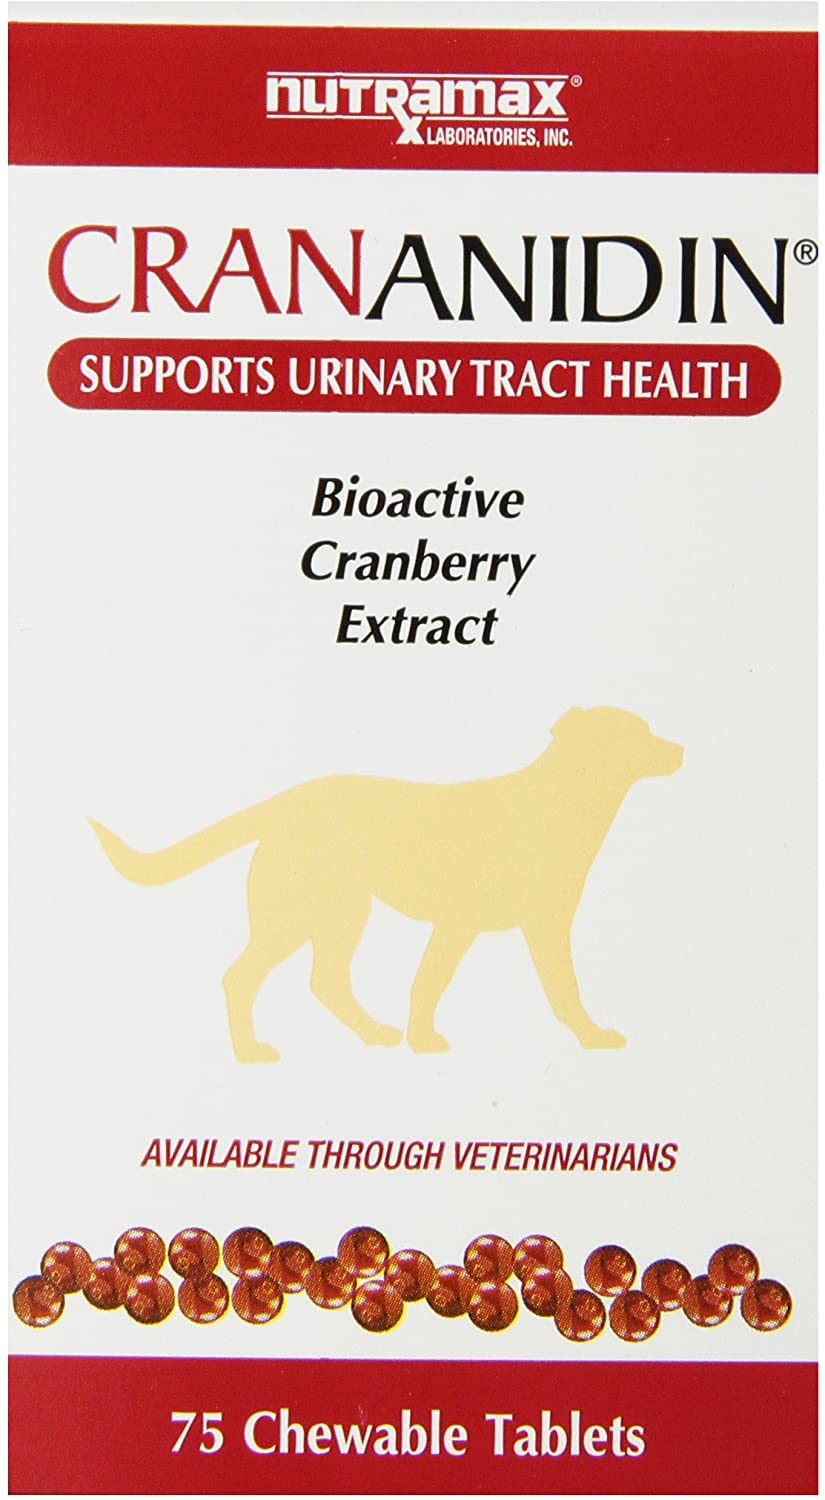 nutramax®
LABORATORIES, INC.
CRANANIDIN®
SUPPORTS URINARY TRACT HEALTH
Bioactive
Cranberry
Extract
AVAILABLE THROUGH VETERINARIANS
75 Chewable Tablets